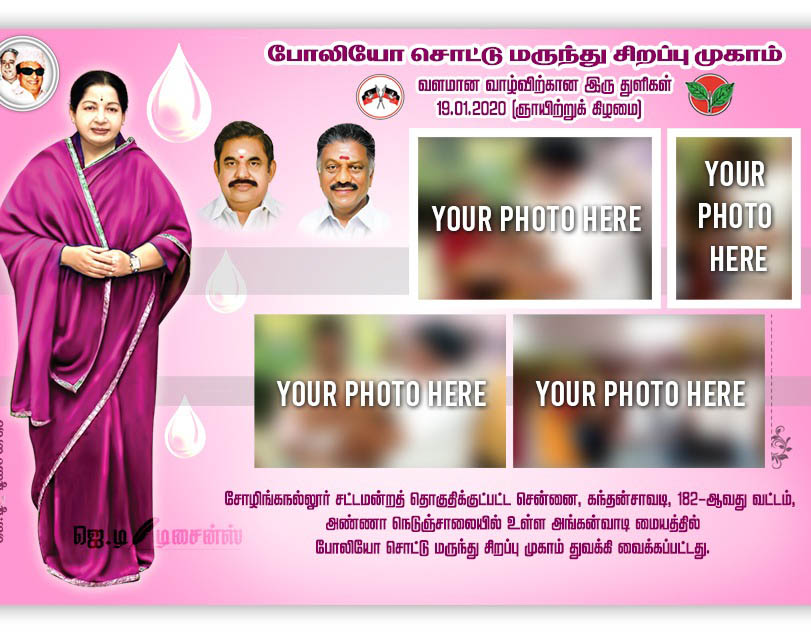 போலியோ சொட்டு மருந்து சிறப்பு முகாம்
வளமான வாழ்விற்கான இரு துளிகள்
19.01.2020 (ஞாயிற்றுக் கிழமை)
YOUR PHOTO HERE
YOUR
PHOTO
HERE
YOUR PHOTO HERE
YOUR PHOTO HERE
சோழிங்கநல்லூர் சட்டமன்றத் தொகுதிக்குட்பட்ட சென்னை, கந்தன்சாவடி, 182-ஆவது வட்டம்,
அண்ணா நெடுஞ்சாலையில் உள்ள அங்கன்வாடி மையத்தில்
போலியோ சொட்டு மருந்து சிறப்பு முகாம் துவக்கி வைக்கப்பட்டது.
ஜெ.டி டிசைன்ஸ்